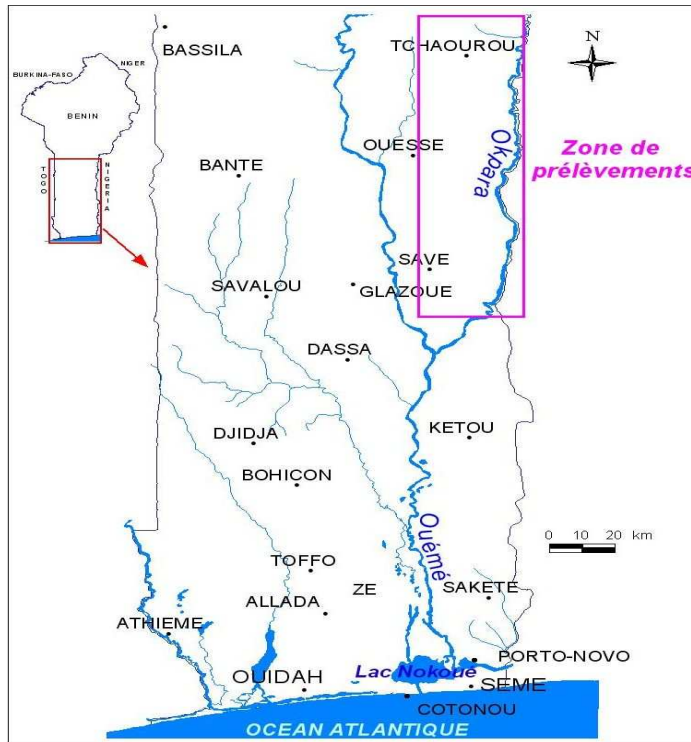 BASSILA
TCHAOUROU
N
NIGER
BURKINA-FASO
BENIN
OUESSE
Okpara
Zone de
prélèvements
BANTE
TOGO
NIGERIA
SAVE
SAVALOU
GLAZOUE
DASSA
DJIDJA
KETOU
BOHICON
Ouémé
0 10 20 km
TOFFO
ZE
SAKETE
ALLADA
ATHIEME
PORTO-NOVO
Lac Nokoue
OUIDAH
SEME
COTONOU
OCEAN ATLANTIQUE